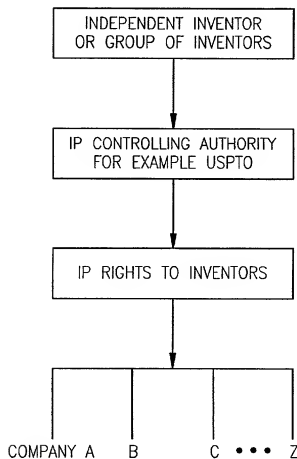 INDEPENDENT INVENTOR
OR GROUP OF INVENTORS
IP CONTROLLING AUTHORITY
FOR EXAMPLE USPTO
IP RIGHTS TO INVENTORS
COMPANY A B C ••• Z